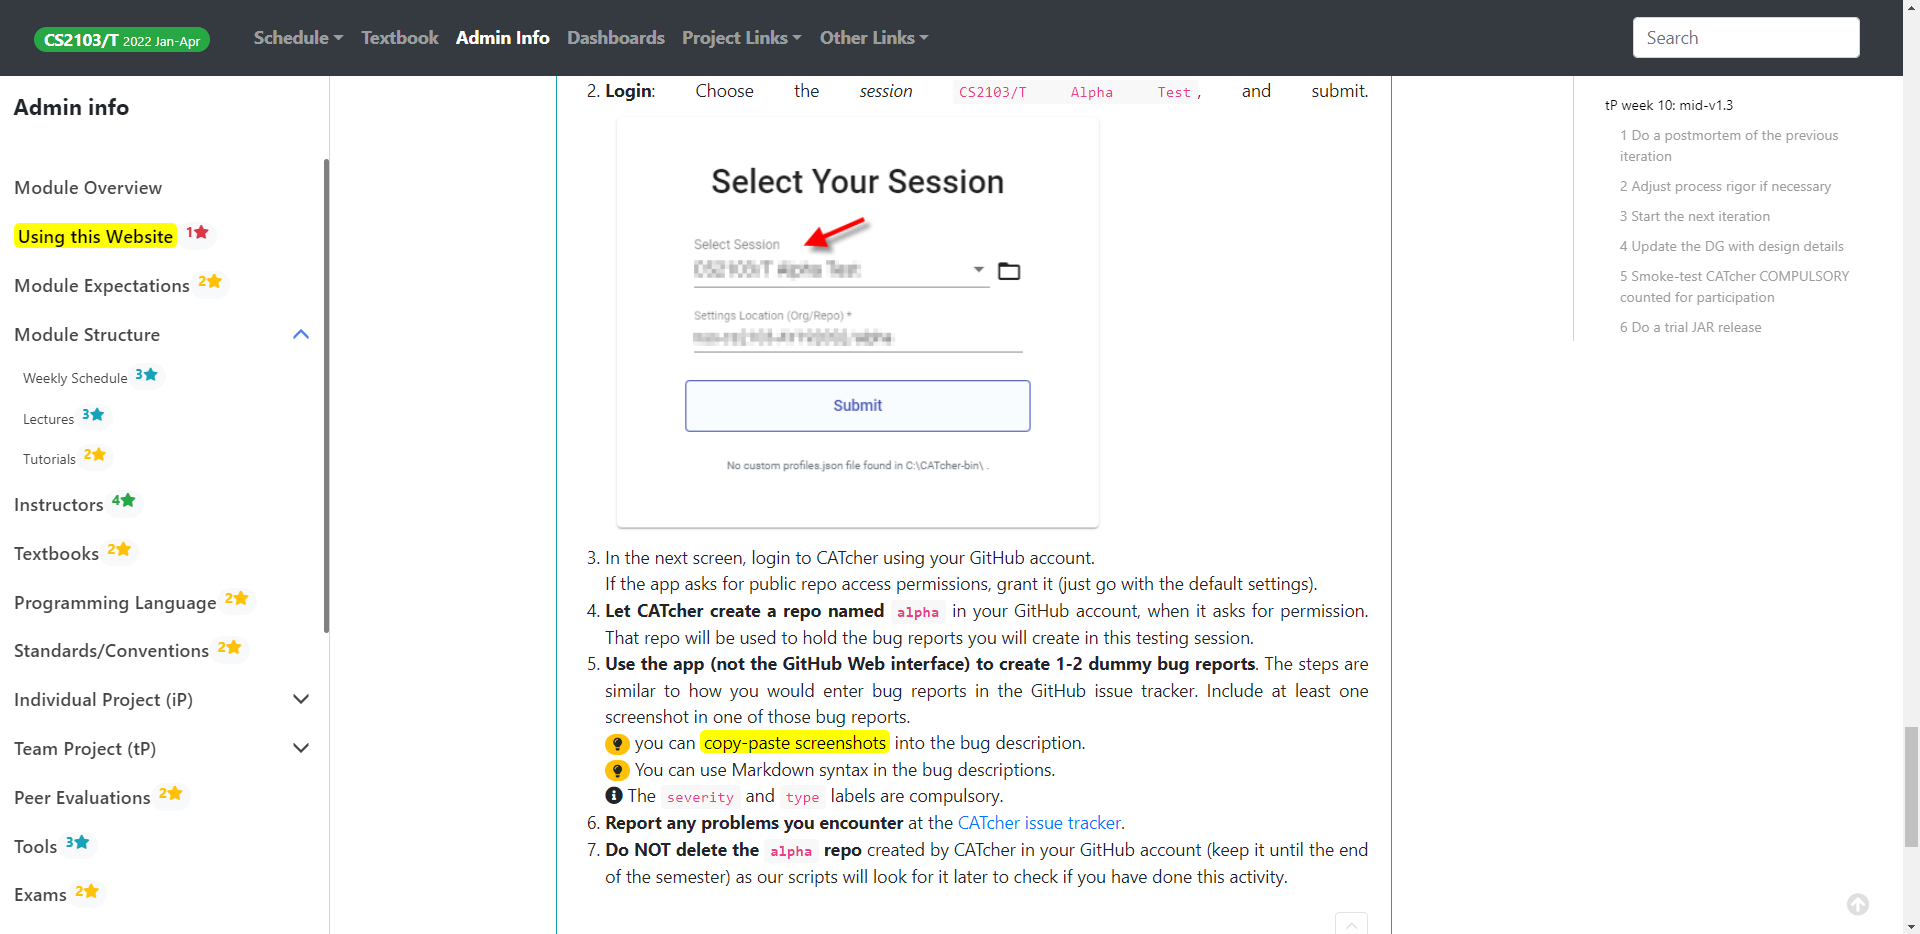 CS2103/T 2022 Jan-Apr
Schedule
Textbook
Admin Info
Dashboards
Project Links
Other Links
Search
Admin info
Module Overview
Using this Website 1
Module Expectations 2
Module Structure
Weekly Schedule 3
Lectures 3
Tutorials 2
Instructors 4
Textbooks 2
Programming Language 2
Standards/Conventions 2
Individual Project (iP)
Team Project (tP)
Peer Evaluations 2
Tools 3
Exams 2
2. Login: Choose the session CS2103/T Alpha Test, and submit.
Select Your Session
Select Session
CS2103/T Alpha Test
Settings Location (Org/Repo) *
Submit
No custom profiles.json file found in C:\CATcher-bin\ .
3. In the next screen, login to CATcher using your GitHub account.
If the app asks for public repo access permissions, grant it (just go with the default settings).
4. Let CATcher create a repo named alpha in your GitHub account, when it asks for permission.
That repo will be used to hold the bug reports you will create in this testing session.
5. Use the app (not the GitHub Web interface) to create 1-2 dummy bug reports. The steps are
similar to how you would enter bug reports in the GitHub issue tracker. Include at least one
screenshot in one of those bug reports.
you can copy-paste screenshots into the bug description.
You can use Markdown syntax in the bug descriptions.
The severity and type labels are compulsory.
6. Report any problems you encounter at the CATcher issue tracker.
7. Do NOT delete the alpha repo created by CATcher in your GitHub account (keep it until the end
of the semester) as our scripts will look for it later to check if you have done this activity.
tP week 10: mid-v1.3
1 Do a postmortem of the previous
iteration
2 Adjust process rigor if necessary
3 Start the next iteration
4 Update the DG with design details
5 Smoke-test CATcher COMPULSORY
counted for participation
6 Do a trial JAR release